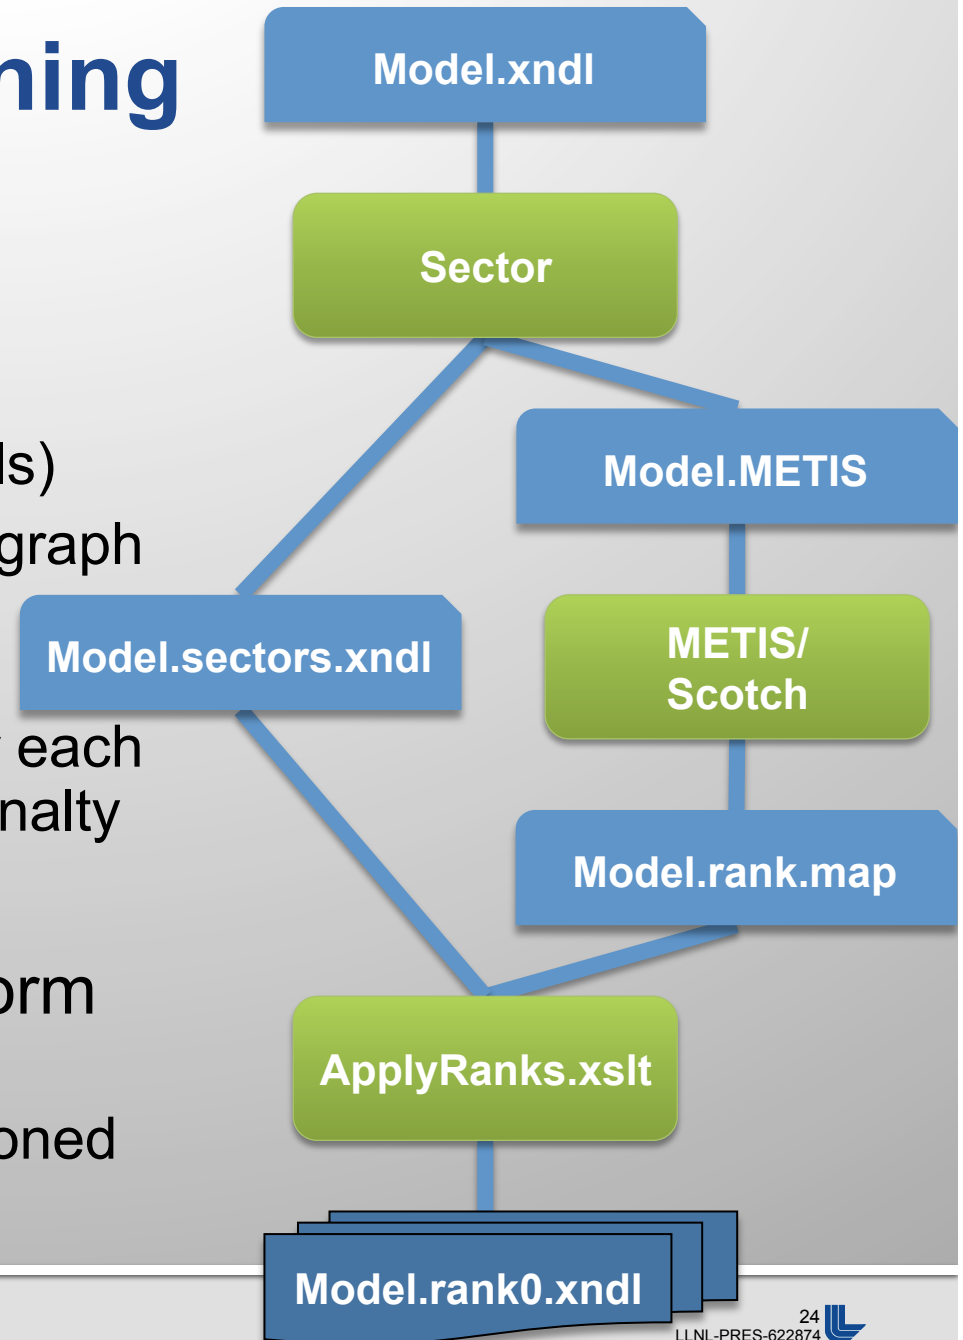 ning
Model.xndl
Sector
ls)
Model.METIS
graph
Model.sectors.xndl
METIS/
Scotch
each
nalty
Model.rank.map
orm
ApplyRanks.xslt
oned
Model.rank0.xndl
24
LLNL-PRES-622874